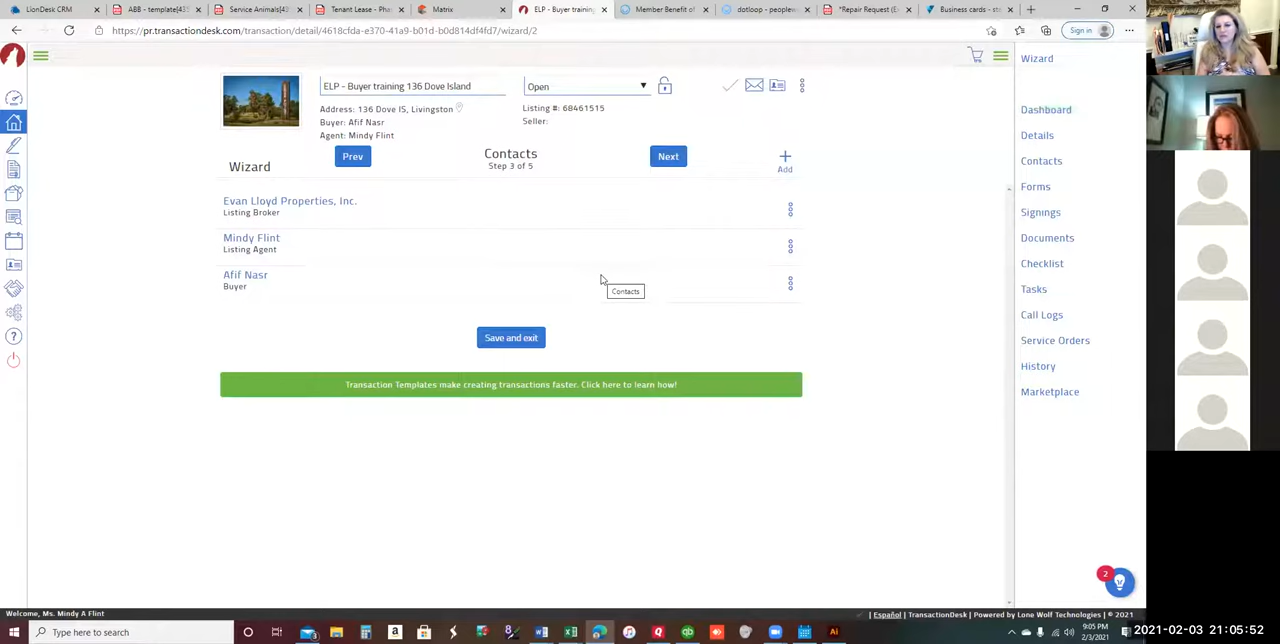 LionDesk CRM
ABB - template[43
Service Animals[43
Tenant Lease - Pha
Matrix
ELP - Buyer training
Member Benefit of
dotloop - peoplew
*Repair Request (E
Business cards - st
https://pr.transactiondesk.com/transaction/detail/4618cfda-e370-41a9-b01d-b0d814df4fd7/wizard/2
Sign in
ELP - Buyer training 136 Dove Island
Open
Address: 136 Dove IS, Livingston
Buyer: Afif Nasr
Agent: Mindy Flint
Listing #: 68461515
Seller:
Wizard
Prev
Contacts
Step 3 of 5
Next
Add
Evan Lloyd Properties, Inc.
Listing Broker
Mindy Flint
Listing Agent
Afif Nasr
Buyer
Contacts
Save and exit
Transaction Templates make creating transactions faster. Click here to learn how!
Wizard
Dashboard
Details
Contacts
Forms
Signings
Documents
Checklist
Tasks
Call Logs
Service Orders
History
Marketplace
2
Welcome, Ms. Mindy A Flint
| Español | TransactionDesk | Powered by Lone Wolf Technologies | © 2021
Type here to search
9:05 PM
2/3/2021
2021-02-03 21:05:52